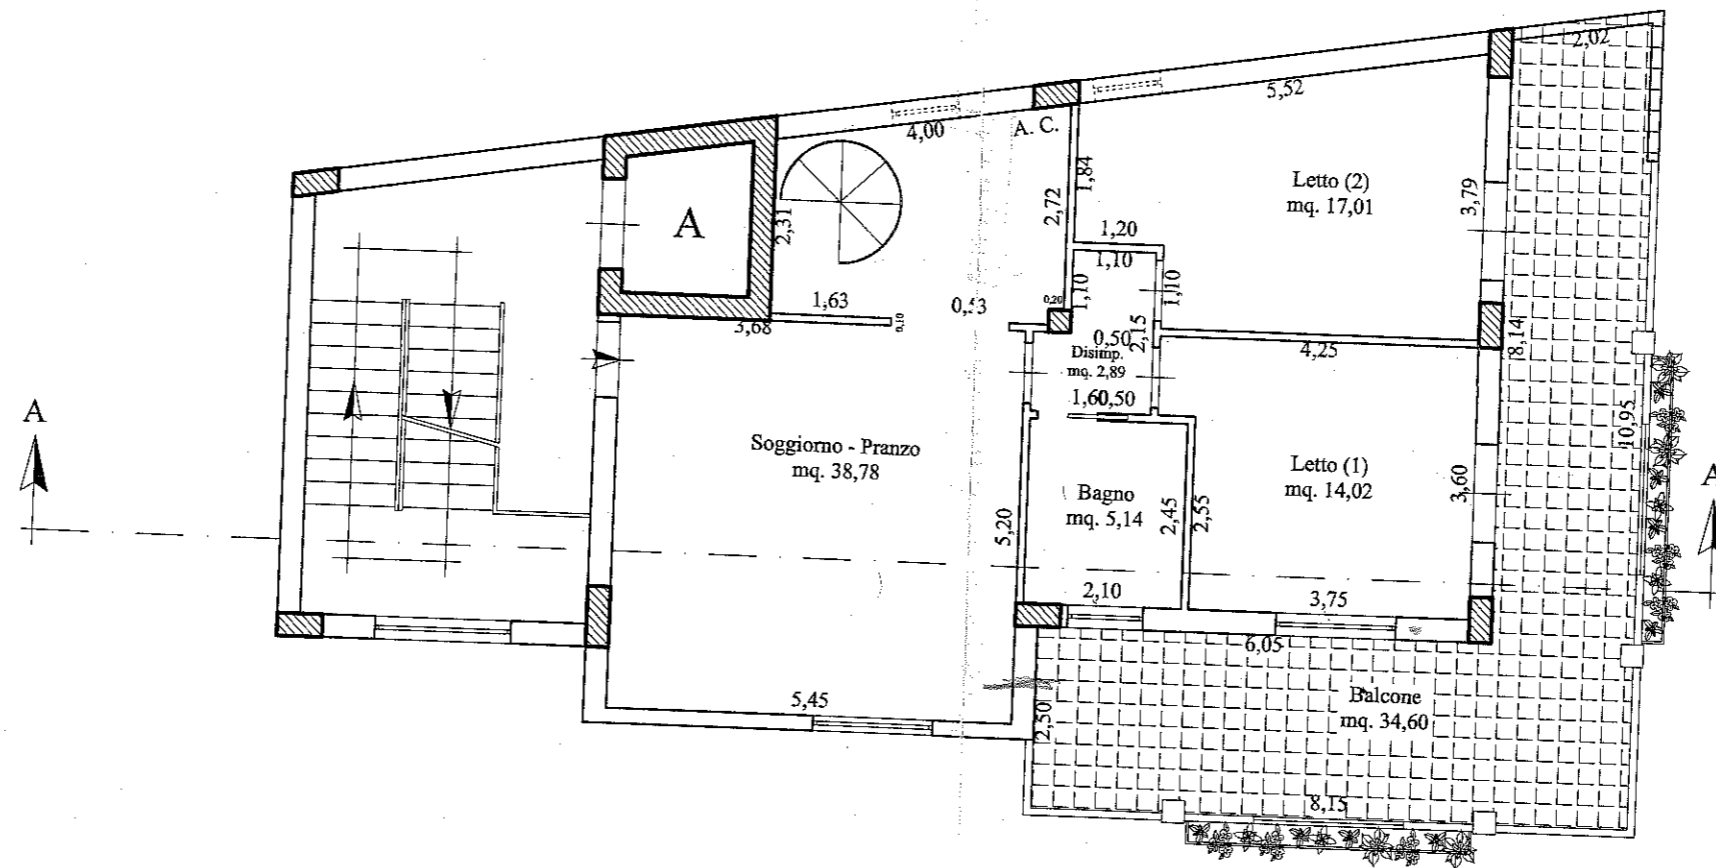 2,02
5,52
4,00
A. C.
1,84
Letto (2)
mq. 17,01
3,79
2,72
A
2,31
1,20
1,10
1,10
1,10
1,63
0,20
0,10
3,68
0,50
2,15
8,14
Disimp.
mq. 2,89
4,25
1,60
0,50
A
10,95
Soggiorno - Pranzo
mq. 38,78
Letto (1)
mq. 14,02
3,60
A
Bagno
mq. 5,14
2,45
2,55
5,20
2,10
3,75
6,05
5,45
2,50
Balcone
mq. 34,60
8,15